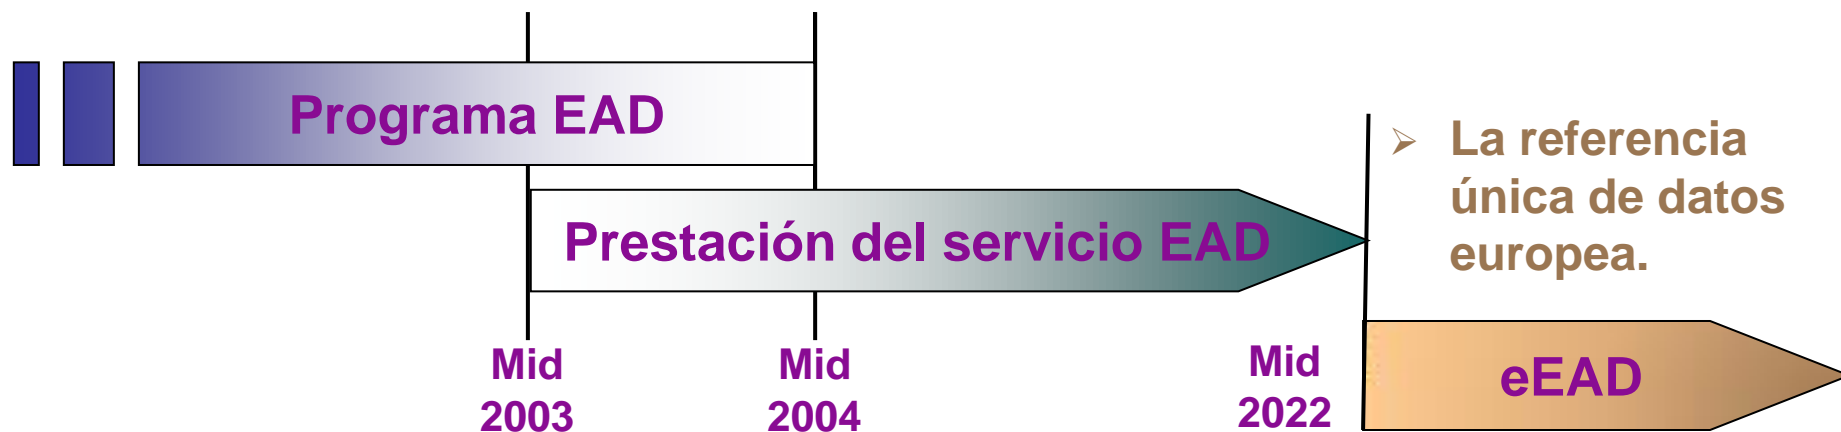 Programa EAD
Prestación del servicio EAD
➢ La referencia
única de datos
europea.
Mid
2003
Mid
2004
Mid
2022
eEAD